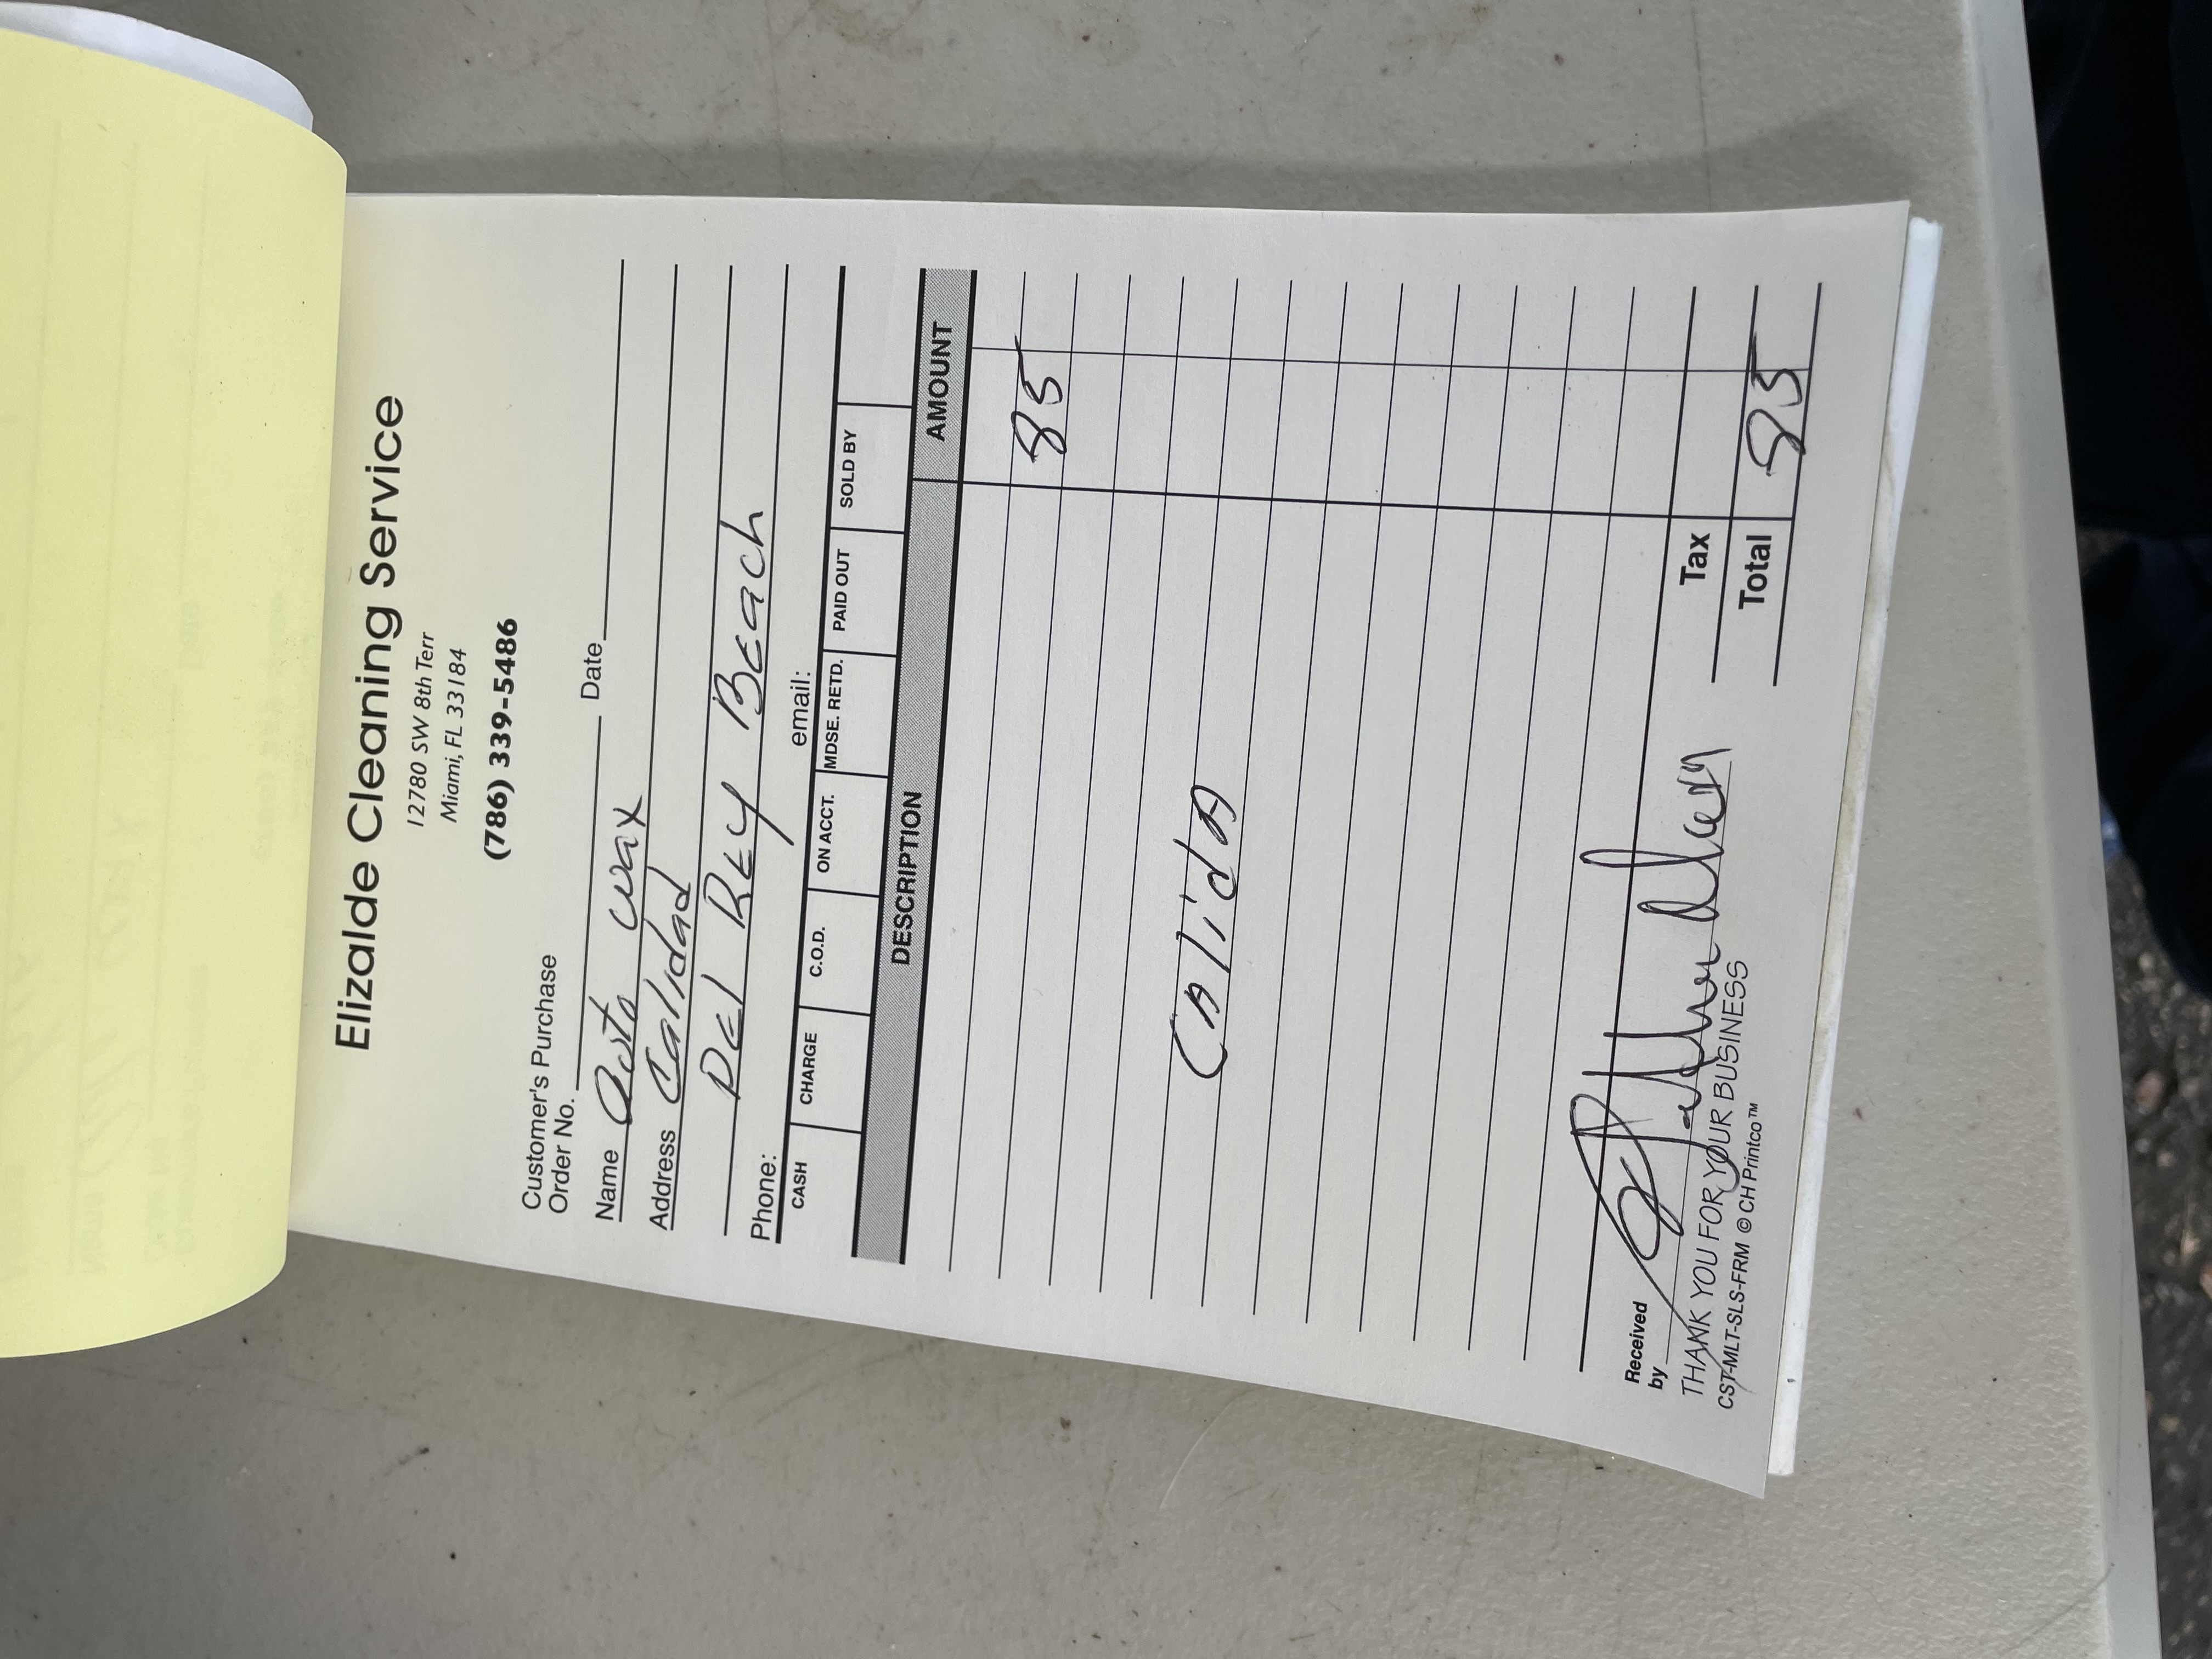 Elizalde Cleaning Service
12780 SW 8th Terr
Miami, FL 33184
(786) 339-5486
Customer's Purchase
Order No. Date
Name Auto wax
Address Calidad
DEl REy BEach
Phone: email:
CASH CHARGE C.O.D. ON ACCT. MDSE. RETD. PAID OUT SOLD BY
DESCRIPTION AMOUNT
85
CAlidA
Tax
Received
by
Total 85
THANK YOU FOR YOUR BUSINESS
CST-MLT-SLS-FRM © CH Printco™